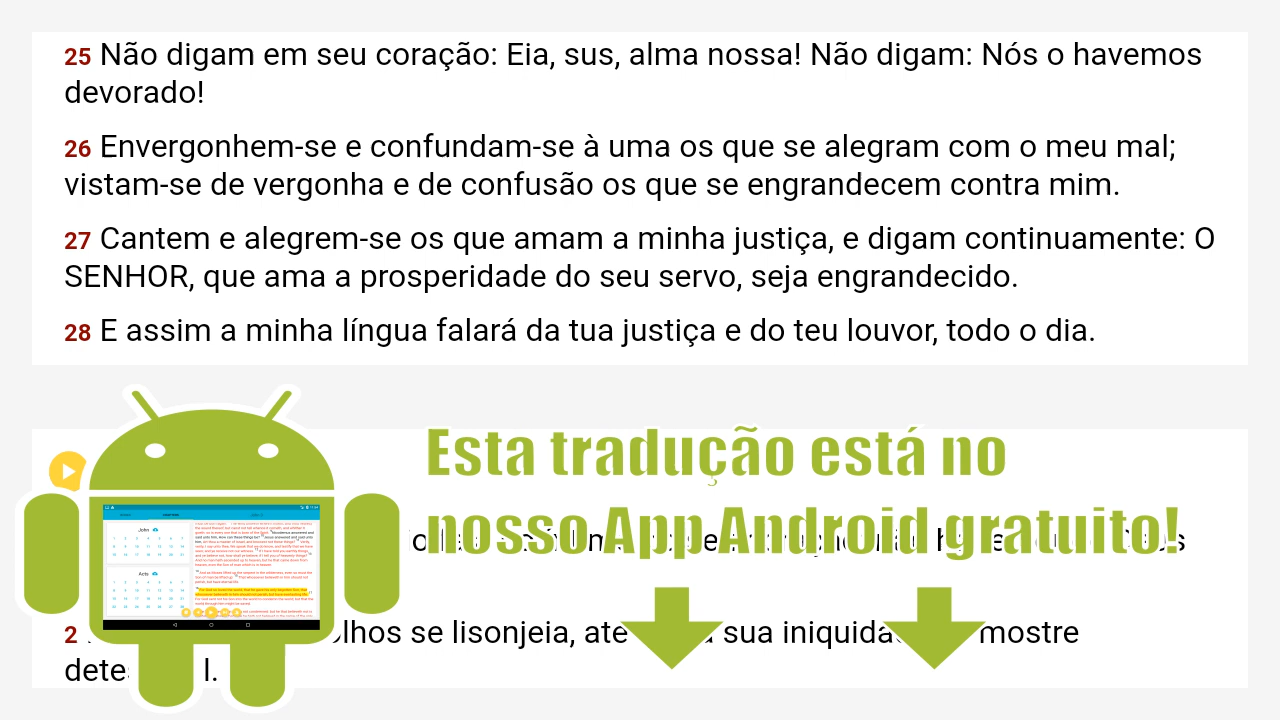 25 Não digam em seu coração: Eia, sus, alma nossa! Não digam: Nós o havemos
devorado!
26 Envergonhem-se e confundam-se à uma os que se alegram com o meu mal;
vistam-se de vergonha e de confusão os que se engrandecem contra mim.
27 Cantem e alegrem-se os que amam a minha justiça, e digam continuamente: O
SENHOR, que ama a prosperidade do seu servo, seja engrandecido.
28 E assim a minha língua falará da tua justiça e do teu louvor, todo o dia.
Esta tradução está no
nosso App Android gratuito!
John
Acts
2 olhos se lisonjeia, até sua mostre